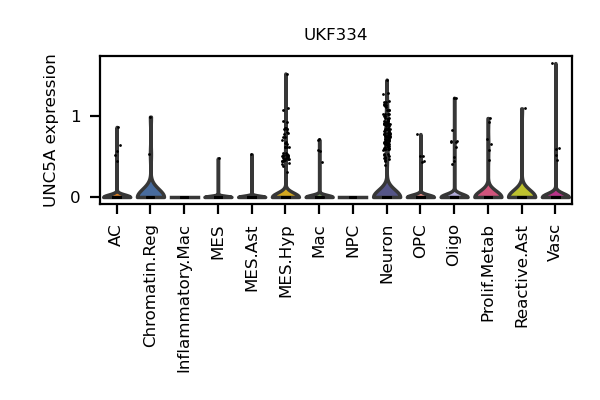 UKF334
UNC5A expression
1
0
AC
Chromatin.Reg
Inflammatory.Mac
MES
MES.Ast
MES.Hyp
Mac
NPC
Neuron
OPC
Oligo
Prolif.Metab
Reactive.Ast
Vasc